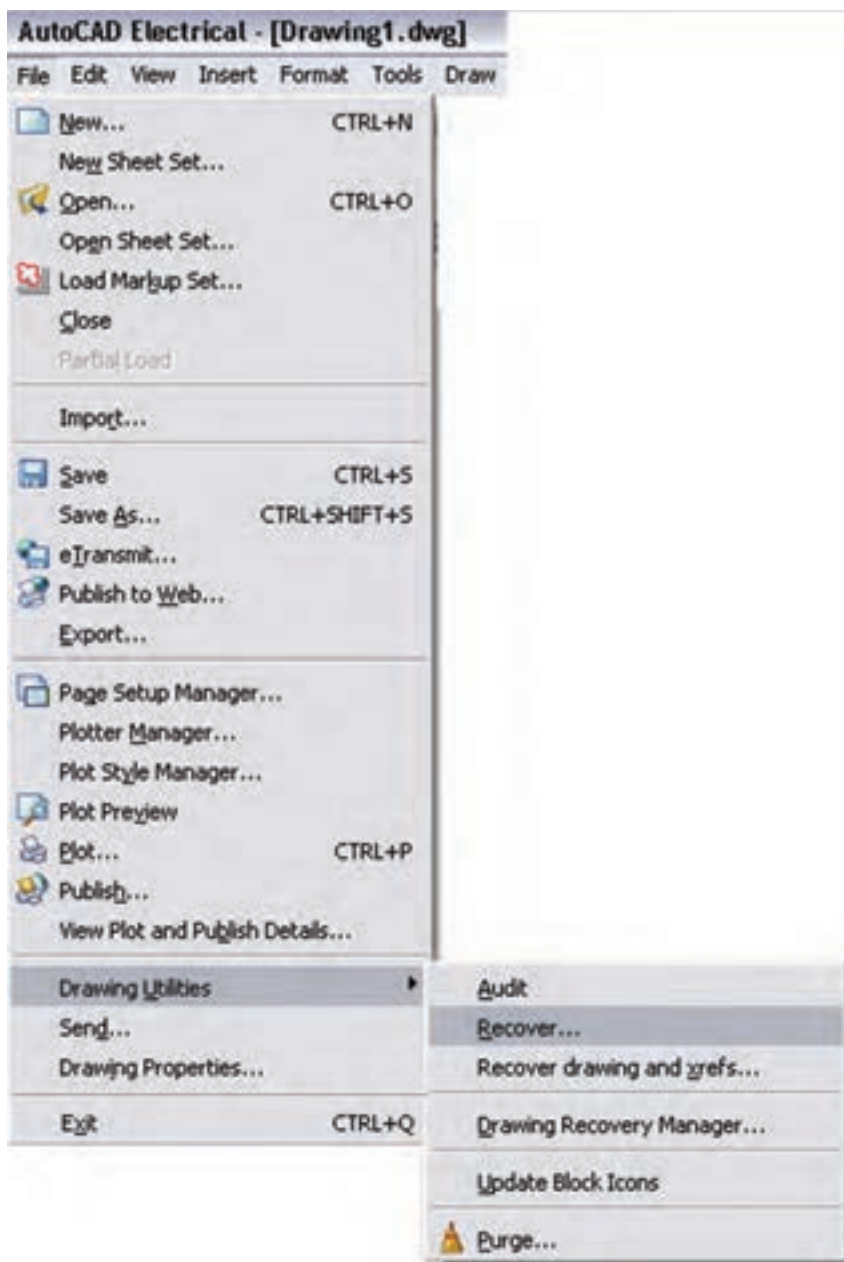 AutoCAD Electrical - [Drawing1.dwg]
File Edit View Insert Format Tools Draw
New... CTRL+N
New Sheet Set...
Open... CTRL+O
Open Sheet Set...
Load Markup Set...
Close
Partial Load
Import...
Save CTRL+S
Save As... CTRL+SHIFT+S
eTransmit...
Publish to Web...
Export...
Page Setup Manager...
Plotter Manager...
Plot Style Manager...
Plot Preview
Plot... CTRL+P
Publish...
View Plot and Publish Details...
Drawing Utilities
Send...
Drawing Properties...
Exit CTRL+Q
Audit
Recover...
Recover drawing and xrefs...
Drawing Recovery Manager...
Update Block Icons
Purge...